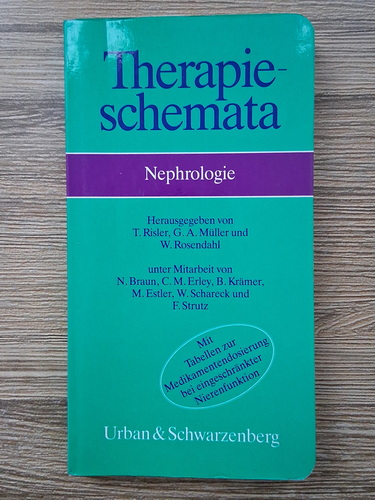 Therapie-
schemata
Nephrologie
Herausgegeben von
T. Risler, G. A. Müller und
W. Rosendahl
unter Mitarbeit von
N. Braun, C. M. Erley, B. Krämer,
M. Estler, W. Schareck und
F. Strutz
Mit
Tabellen zur
Medikamentendosierung
bei eingeschränkter
Nierenfunktion
Urban & Schwarzenberg